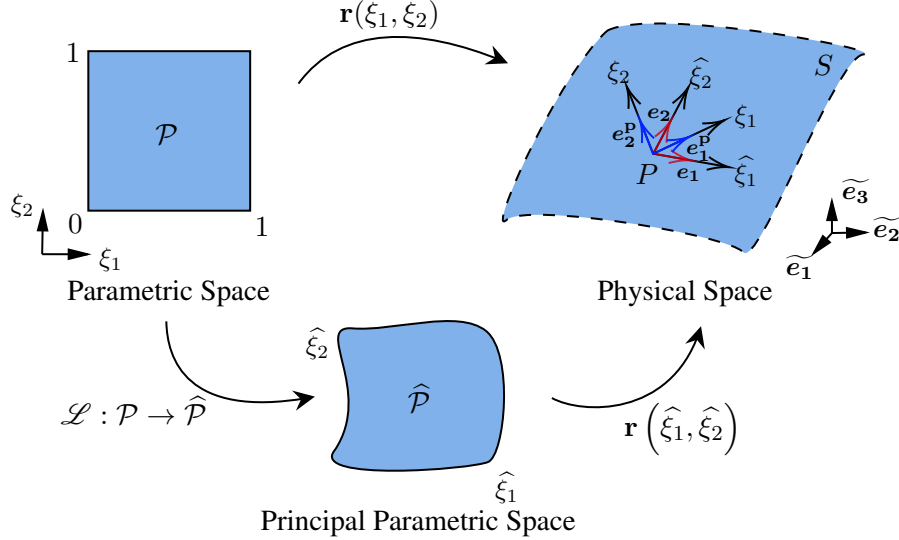 r(ξ₁, ξ₂)
1
𝒫
0
1
ξ₂
ξ₁
Parametric Space
S
ξ₂
ξ̂₂
ξ₁
ξ̂₁
e₂
e₂ᵖ
e₁ᵖ
e₁
P
ẽ₃
ẽ₂
ẽ₁
Physical Space
ℒ : 𝒫 → 𝒫̂
ξ̂₂
𝒫̂
ξ̂₁
r (ξ̂₁, ξ̂₂)
Principal Parametric Space